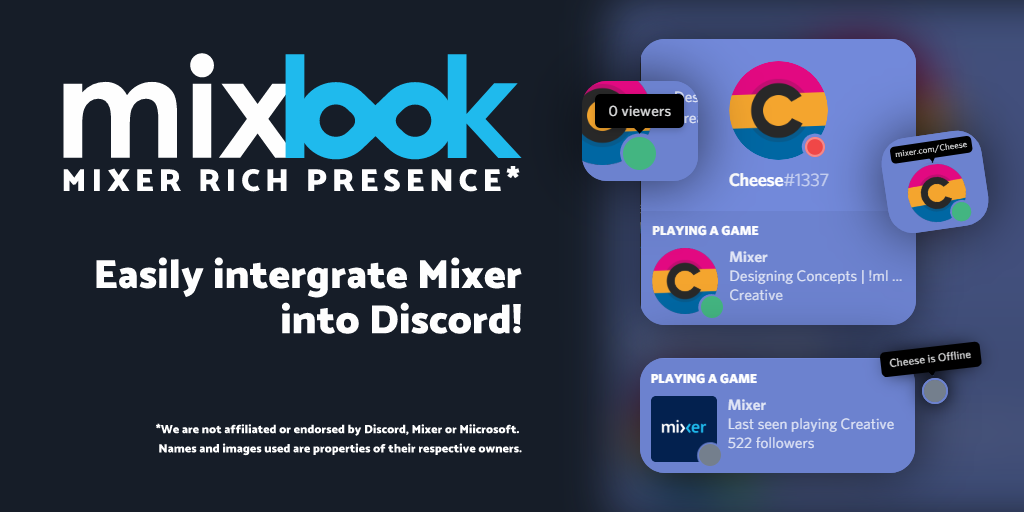 mixbook
MIXER RICH PRESENCE*
Easily intergrate Mixer
into Discord!
*We are not affiliated or endorsed by Discord, Mixer or Miicrosoft.
Names and images used are properties of their respective owners.
0 viewers
Des
rea
Cheese#1337
mixer.com/Cheese
PLAYING A GAME
Mixer
Designing Concepts | !ml ...
Creative
Cheese is Offline
PLAYING A GAME
mixer
Mixer
Last seen playing Creative
522 followers